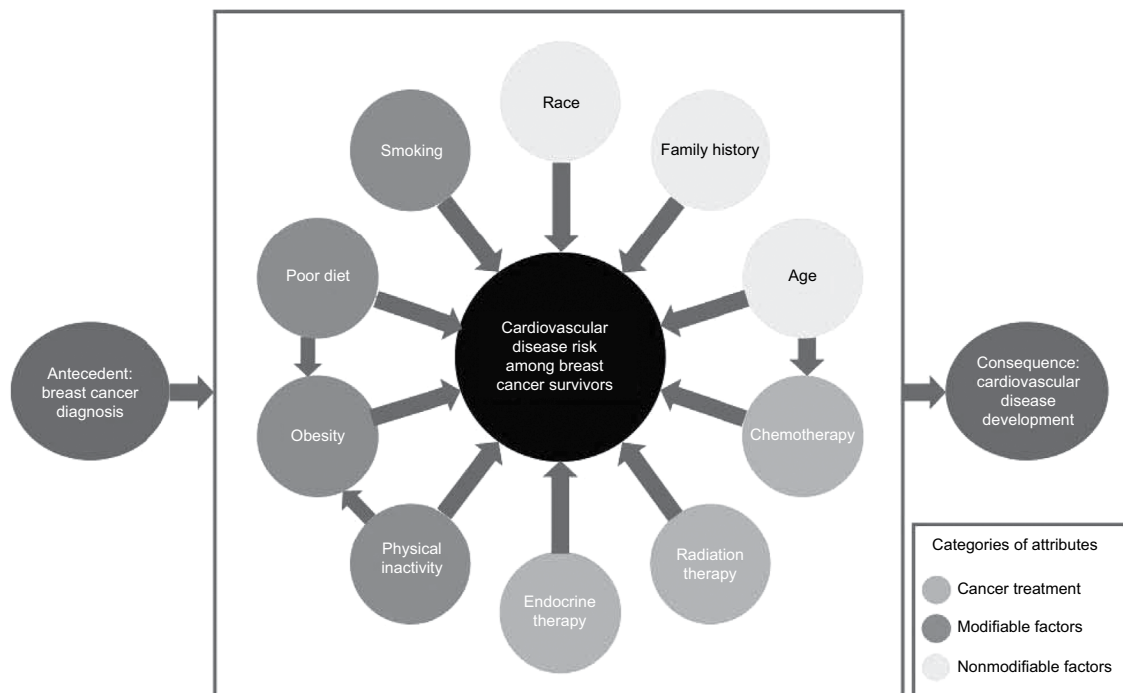 Race
Smoking
Family history
Poor diet
Age
Cardiovascular
disease risk
among breast
cancer survivors
Antecedent:
breast cancer
diagnosis
Consequence:
cardiovascular
disease
development
Obesity
Chemotherapy
Physical
inactivity
Radiation
therapy
Endocrine
therapy
Categories of attributes
Cancer treatment
Modifiable factors
Nonmodifiable factors